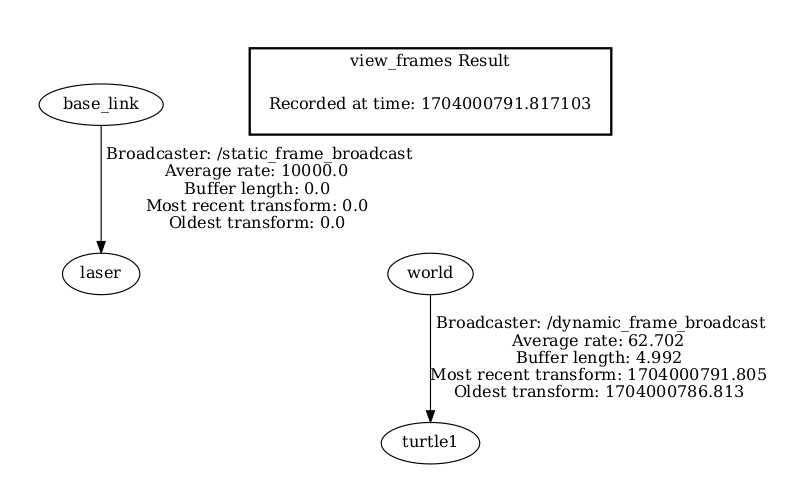 view_frames Result
Recorded at time: 1704000791.817103
base_link
Broadcaster: /static_frame_broadcast
Average rate: 10000.0
Buffer length: 0.0
Most recent transform: 0.0
Oldest transform: 0.0
laser
world
Broadcaster: /dynamic_frame_broadcast
Average rate: 62.702
Buffer length: 4.992
Most recent transform: 1704000791.805
Oldest transform: 1704000786.813
turtle1